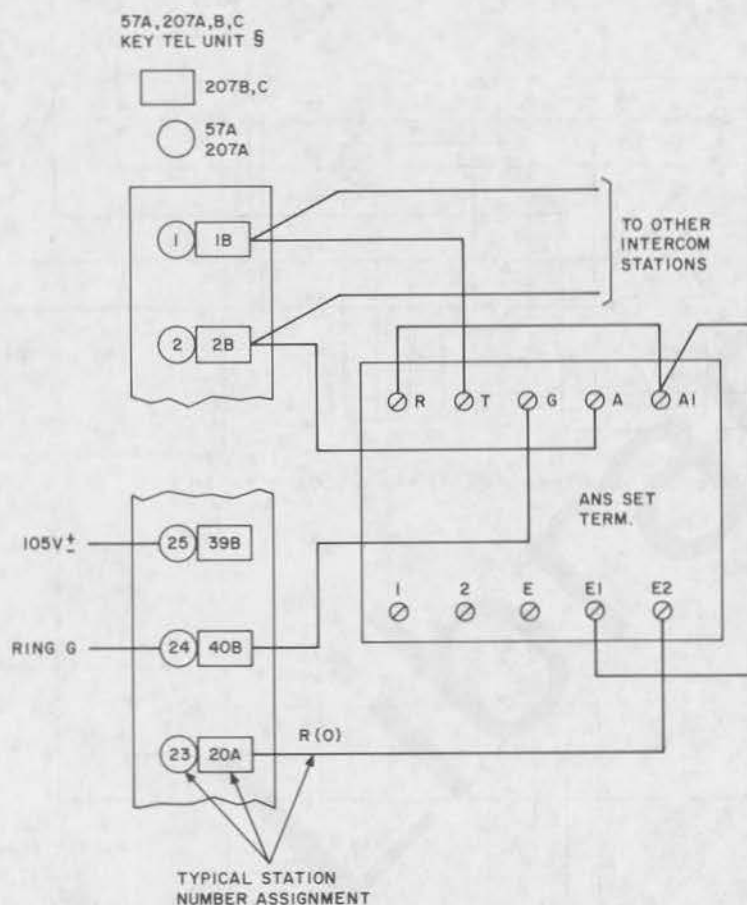 57A, 207A,B,C
KEY TEL UNIT §
207B,C
57A
207A
1 1B
2 2B
TO OTHER
INTERCOM
STATIONS
R T G A A1
ANS SET
TERM.
1 2 E E1 E2
105V±
25 39B
RING G
24 40B
23 20A
R(0)
TYPICAL STATION
NUMBER ASSIGNMENT